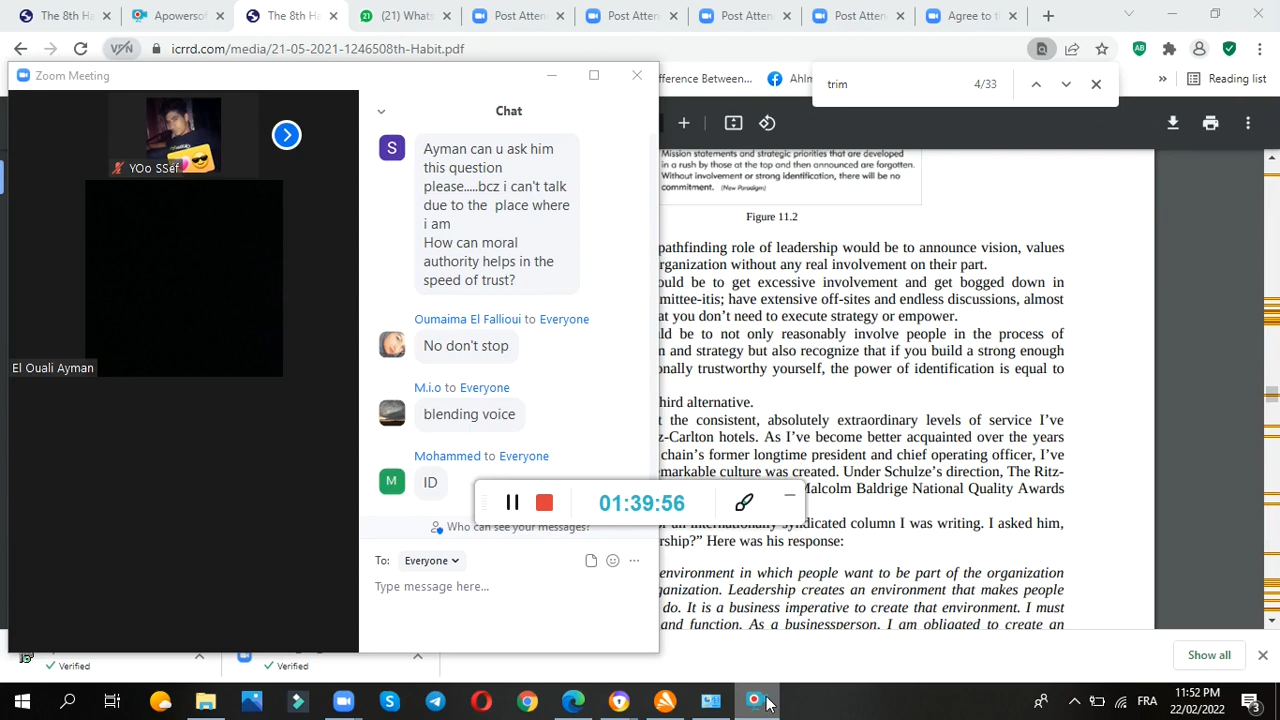 The 8th Ha
Apowersof
The 8th Ha
(21) Whats
Post Atten
Post Atten
Post Atten
Post Atten
Agree to th
icrrd.com/media/21-05-2021-1246508th-Habit.pdf
Zoom Meeting
ifference Between...
Ahlm
trim
4/33
Reading list
YOo SSef
El Ouali Ayman
Chat
S
Ayman can u ask him
this question
please.....bcz i can't talk
due to the place where
i am
How can moral
authority helps in the
speed of trust?
Oumaima El Fallioui to Everyone
No don't stop
M.i.o to Everyone
blending voice
Mohammed to Everyone
M
ID
01:39:56
Who can see your messages?
To: Everyone
Type message here...
Mission statements and strategic priorities that are developed
in a rush by those at the top and then announced are forgotten.
Without involvement or strong identification, there will be no
commitment. (New Paradigm)
Figure 11.2
pathfinding role of leadership would be to announce vision, values
rganization without any real involvement on their part.
ould be to get excessive involvement and get bogged down in
mittee-itis; have extensive off-sites and endless discussions, almost
at you don't need to execute strategy or empower.
ld be to not only reasonably involve people in the process of
n and strategy but also recognize that if you build a strong enough
onally trustworthy yourself, the power of identification is equal to
hird alternative.
t the consistent, absolutely extraordinary levels of service I've
z-Carlton hotels. As I've become better acquainted over the years
chain's former longtime president and chief operating officer, I've
emarkable culture was created. Under Schulze's direction, The Ritz-
Malcolm Baldrige National Quality Awards
r an internationally syndicated column I was writing. I asked him,
rship?" Here was his response:
environment in which people want to be part of the organization
ganization. Leadership creates an environment that makes people
do. It is a business imperative to create that environment. I must
and function. As a businessperson, I am obligated to create an
Verified
Verified
Show all
FRA
11:52 PM
22/02/2022
3